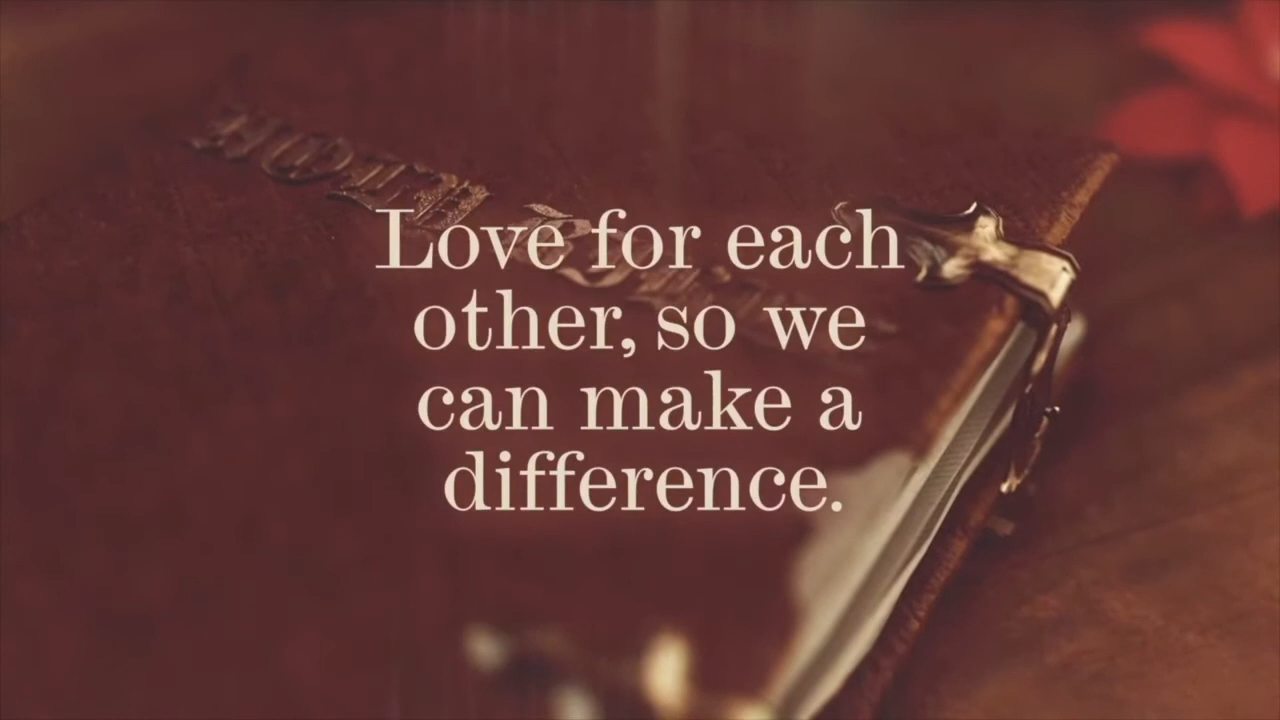 Love for each
other, so we
can make a
difference.